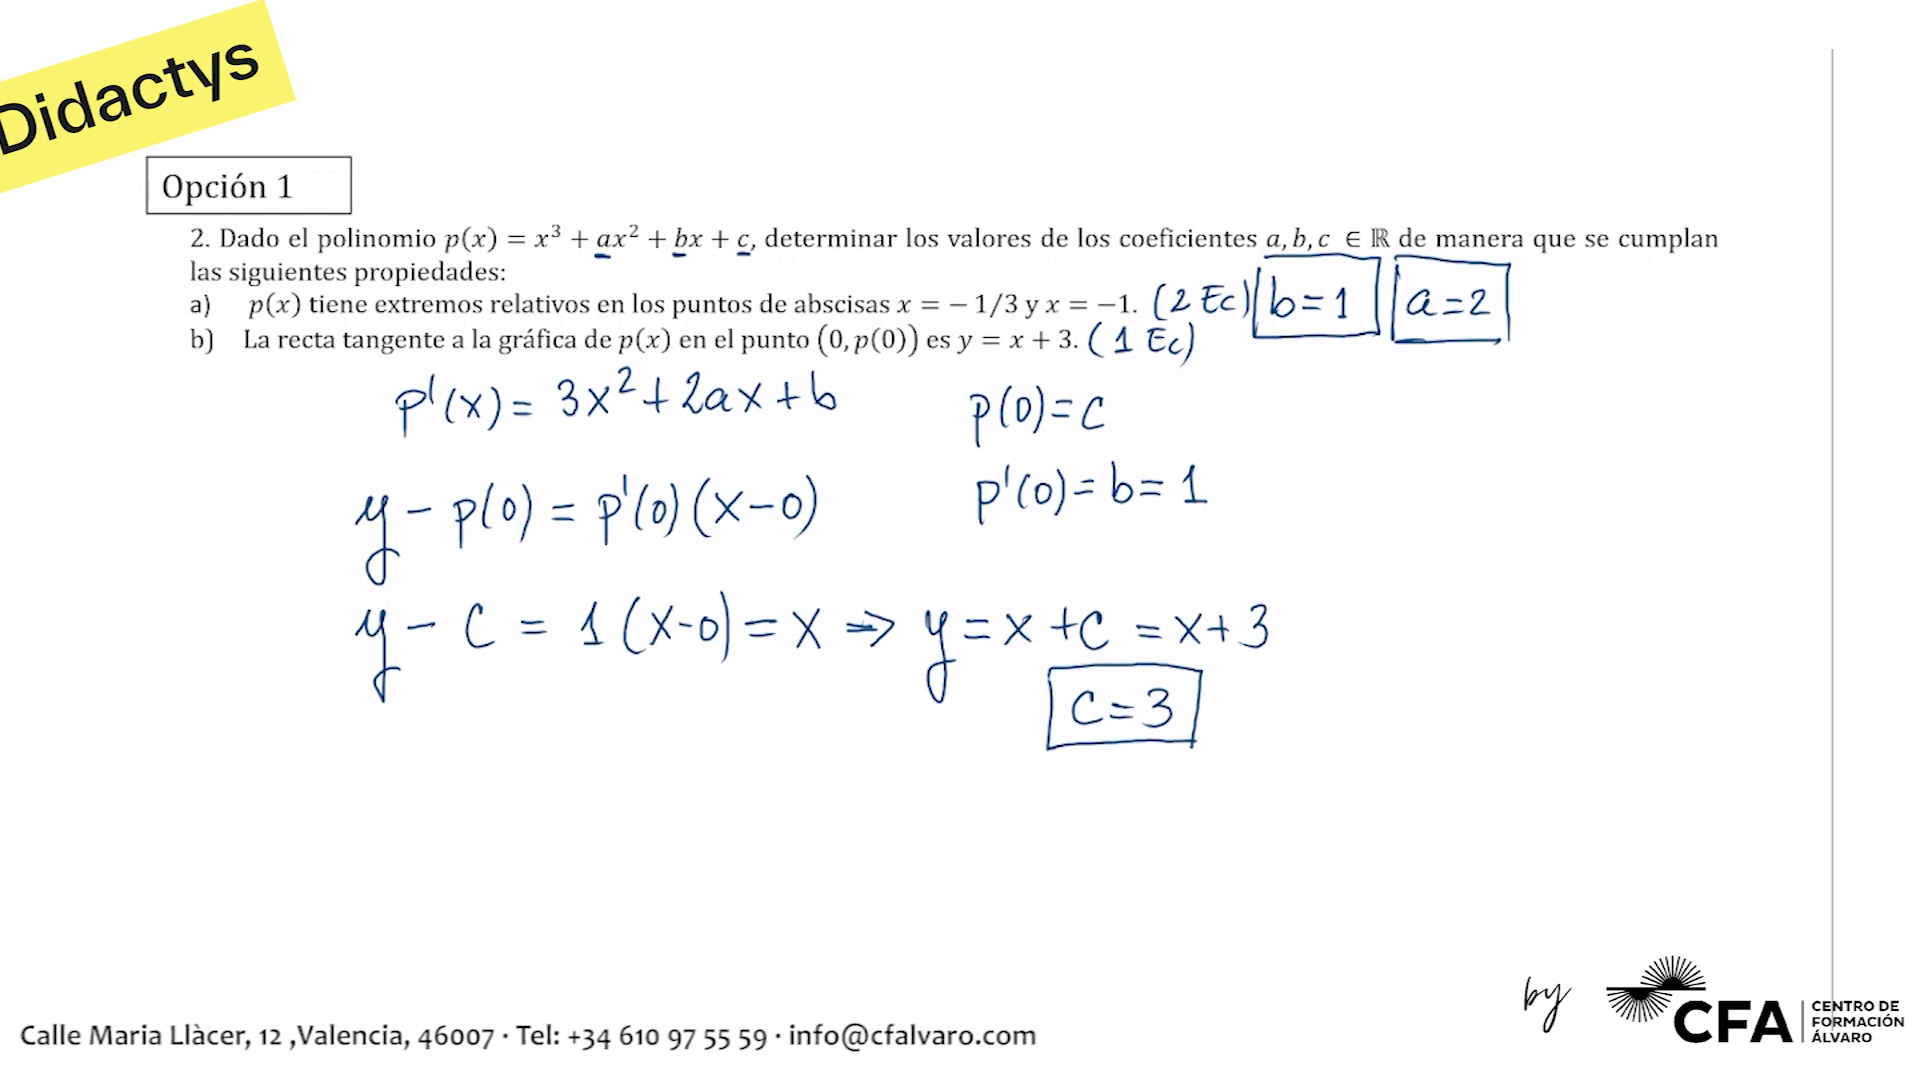 Didactys
Opción 1
2. Dado el polinomio p(x) = x³ + ax² + bx + c, determinar los valores de los coeficientes a, b, c ∈ ℝ de manera que se cumplan
las siguientes propiedades:
a) p(x) tiene extremos relativos en los puntos de abscisas x = − 1/3 y x = −1. (2 Ec) b=1 a=2
b) La recta tangente a la gráfica de p(x) en el punto (0, p(0)) es y = x + 3. (1 Ec)
p'(x) = 3x² + 2ax + b p(0) = c
y − p(0) = p'(0) (x−0) p'(0) = b = 1
y − c = 1 (x−0) = x ⇒ y = x + c = x + 3
c = 3
by CFA CENTRO DE
FORMACIÓN
ÁLVARO
Calle Maria Llàcer, 12 ,Valencia, 46007 · Tel: +34 610 97 55 59 · info@cfalvaro.com